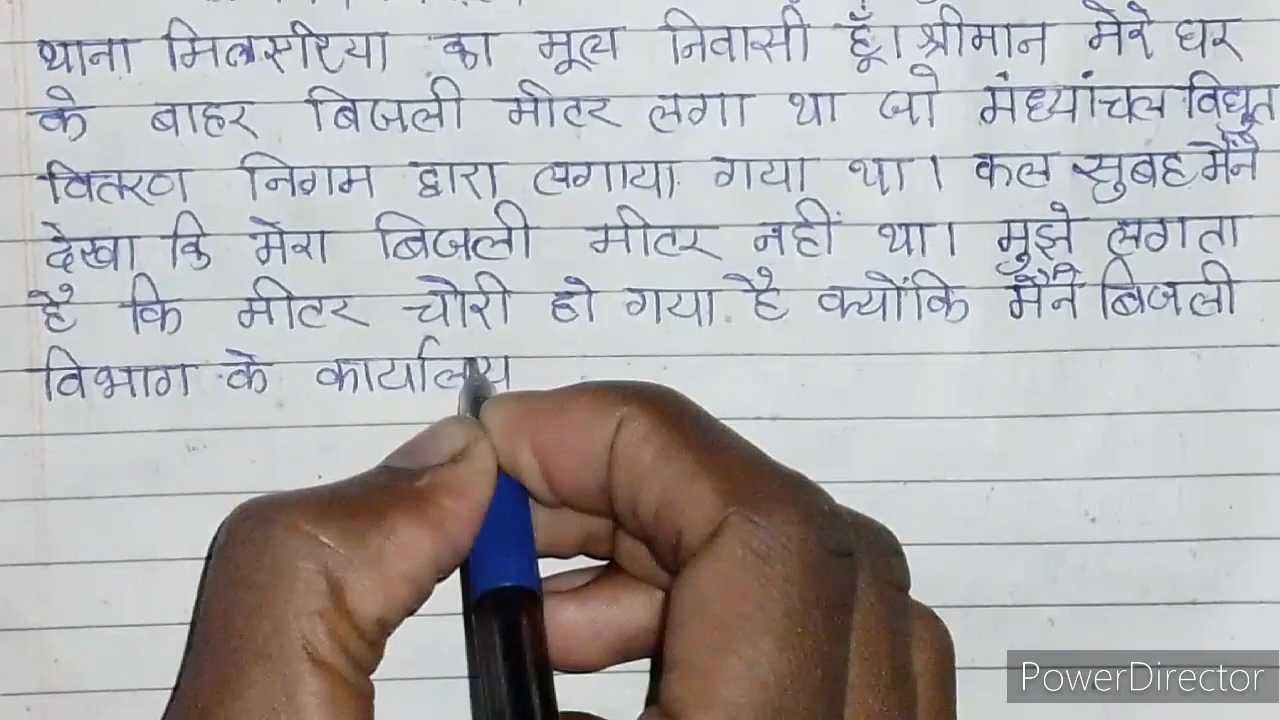 थाना मिलसरिया का मूल निवासी हूँ। श्रीमान मेरे घर
के बाहर बिजली मीटर लगा था जो मध्यांचल विधुत
वितरण निगम द्वारा लगाया गया था। कल सुबह मैंने
देखा कि मेरा बिजली मीटर नहीं था। मुझे लगता
है कि मीटर चोरी हो गया है क्योंकि मैंने बिजली
विभाग के कार्यालय
PowerDirector